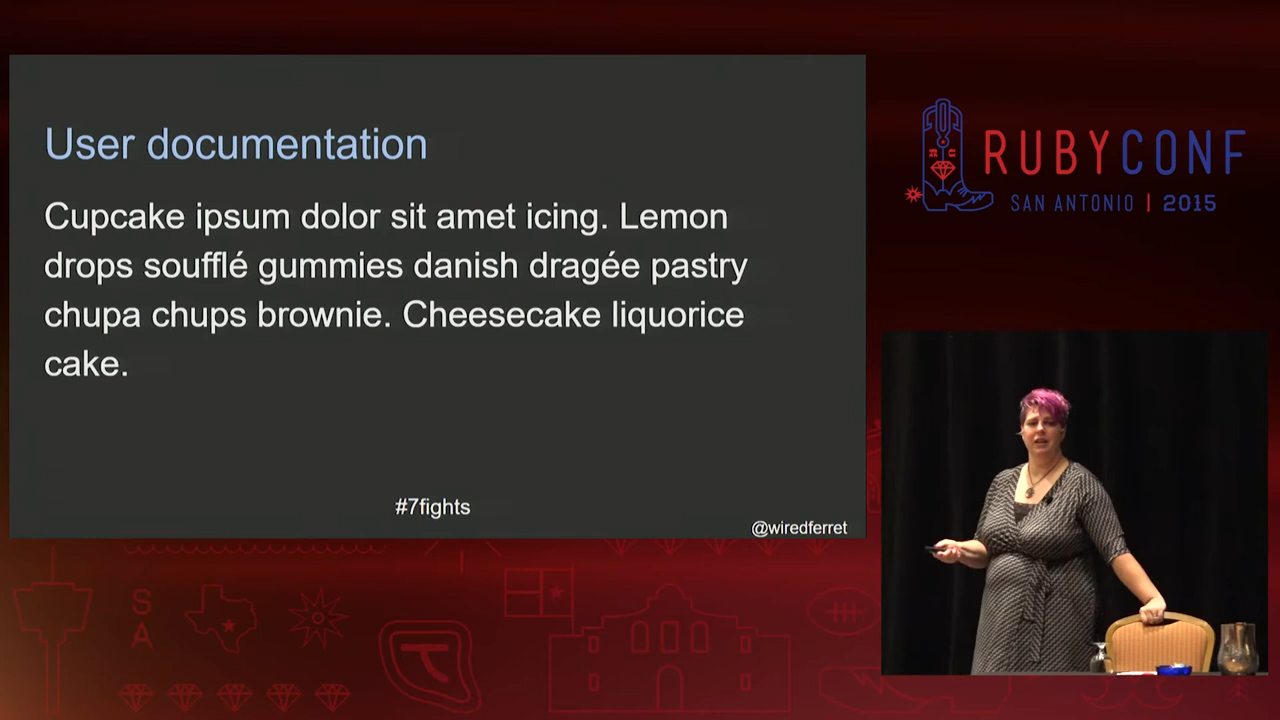 User documentation
Cupcake ipsum dolor sit amet icing. Lemon
drops soufflé gummies danish dragée pastry
chupa chups brownie. Cheesecake liquorice
cake.
#7fights
@wiredferret
RUBYCONF
SAN ANTONIO | 2015
S
A